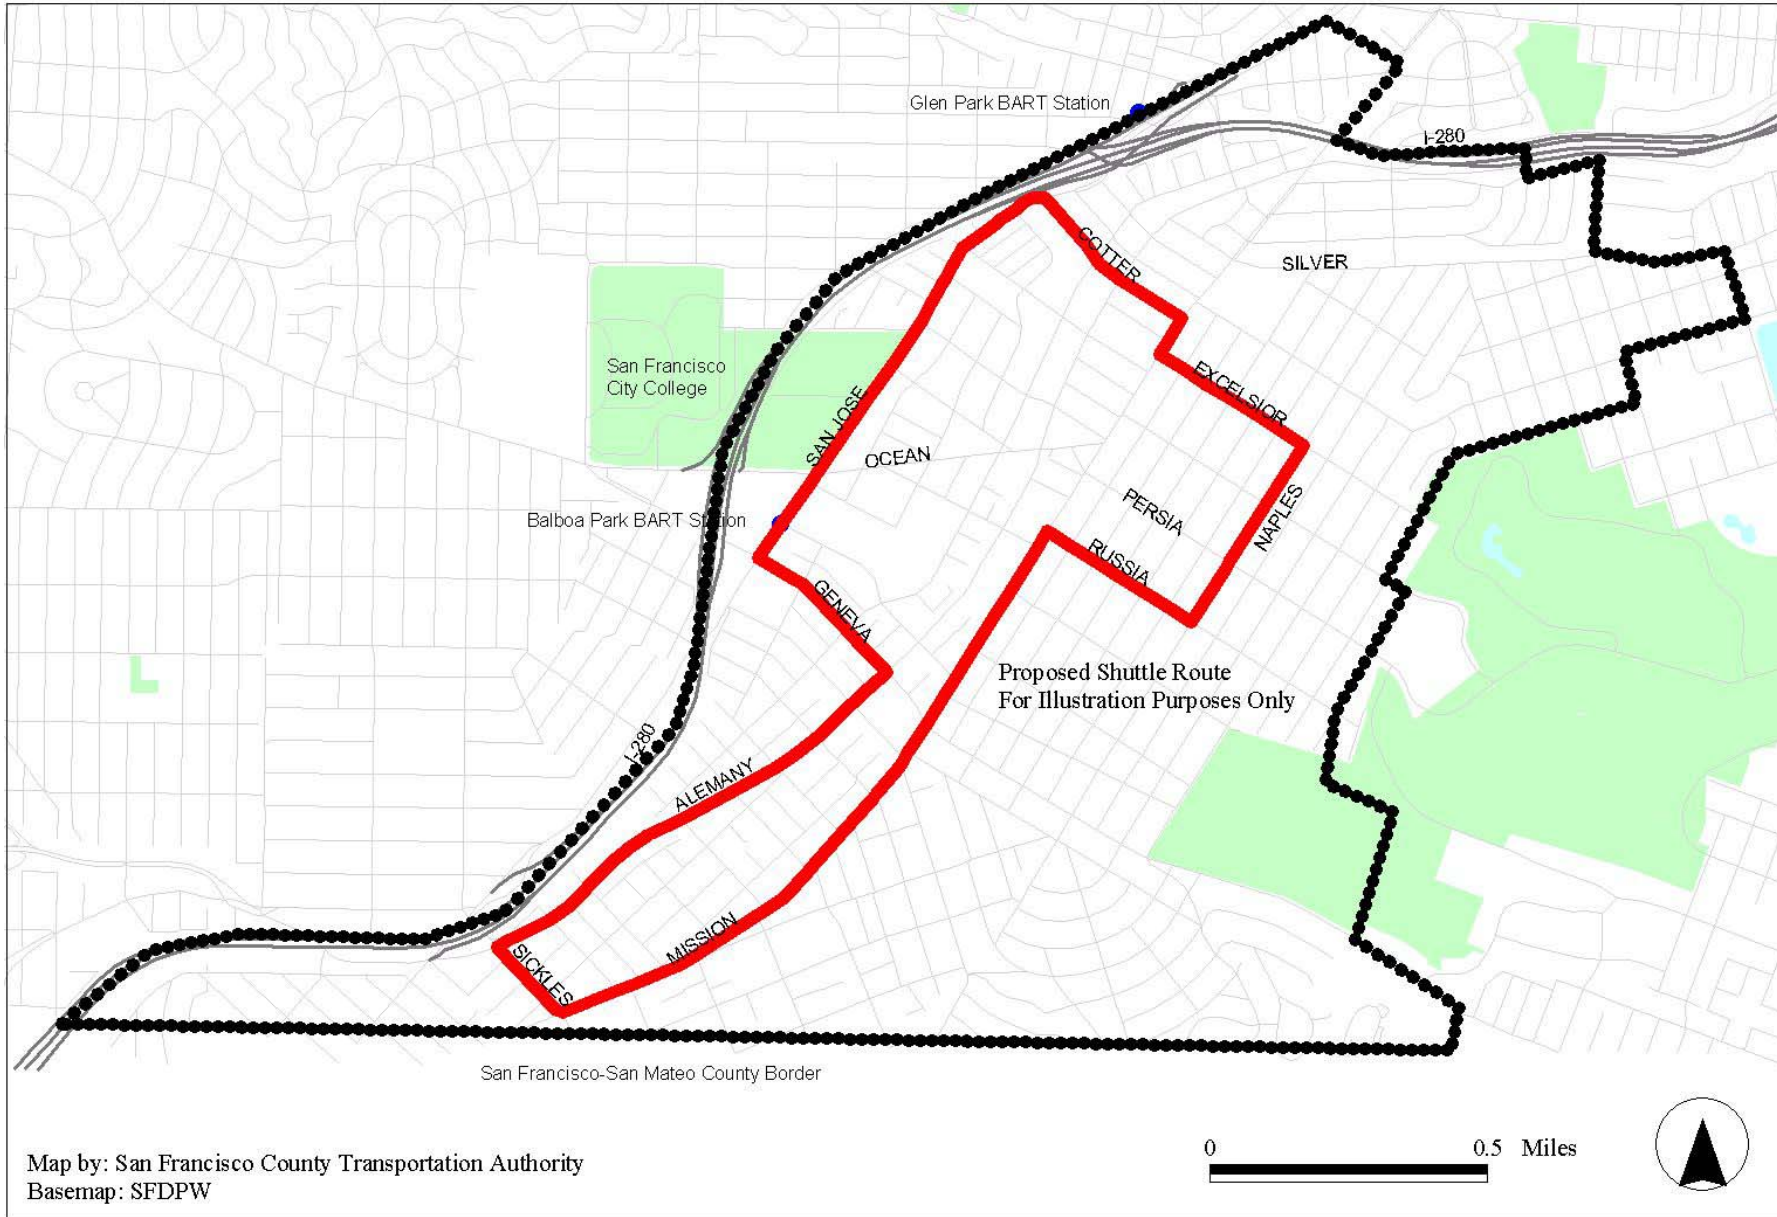 Glen Park BART Station
I-280
COTTER
SILVER
San Francisco
City College
SAN JOSE
EXCELSIOR
OCEAN
PERSIA
NAPLES
Balboa Park BART Station
RUSSIA
GENEVA
Proposed Shuttle Route
For Illustration Purposes Only
I-280
ALEMANY
MISSION
SICKLES
San Francisco-San Mateo County Border
0 0.5 Miles
Map by: San Francisco County Transportation Authority
Basemap: SFDPW